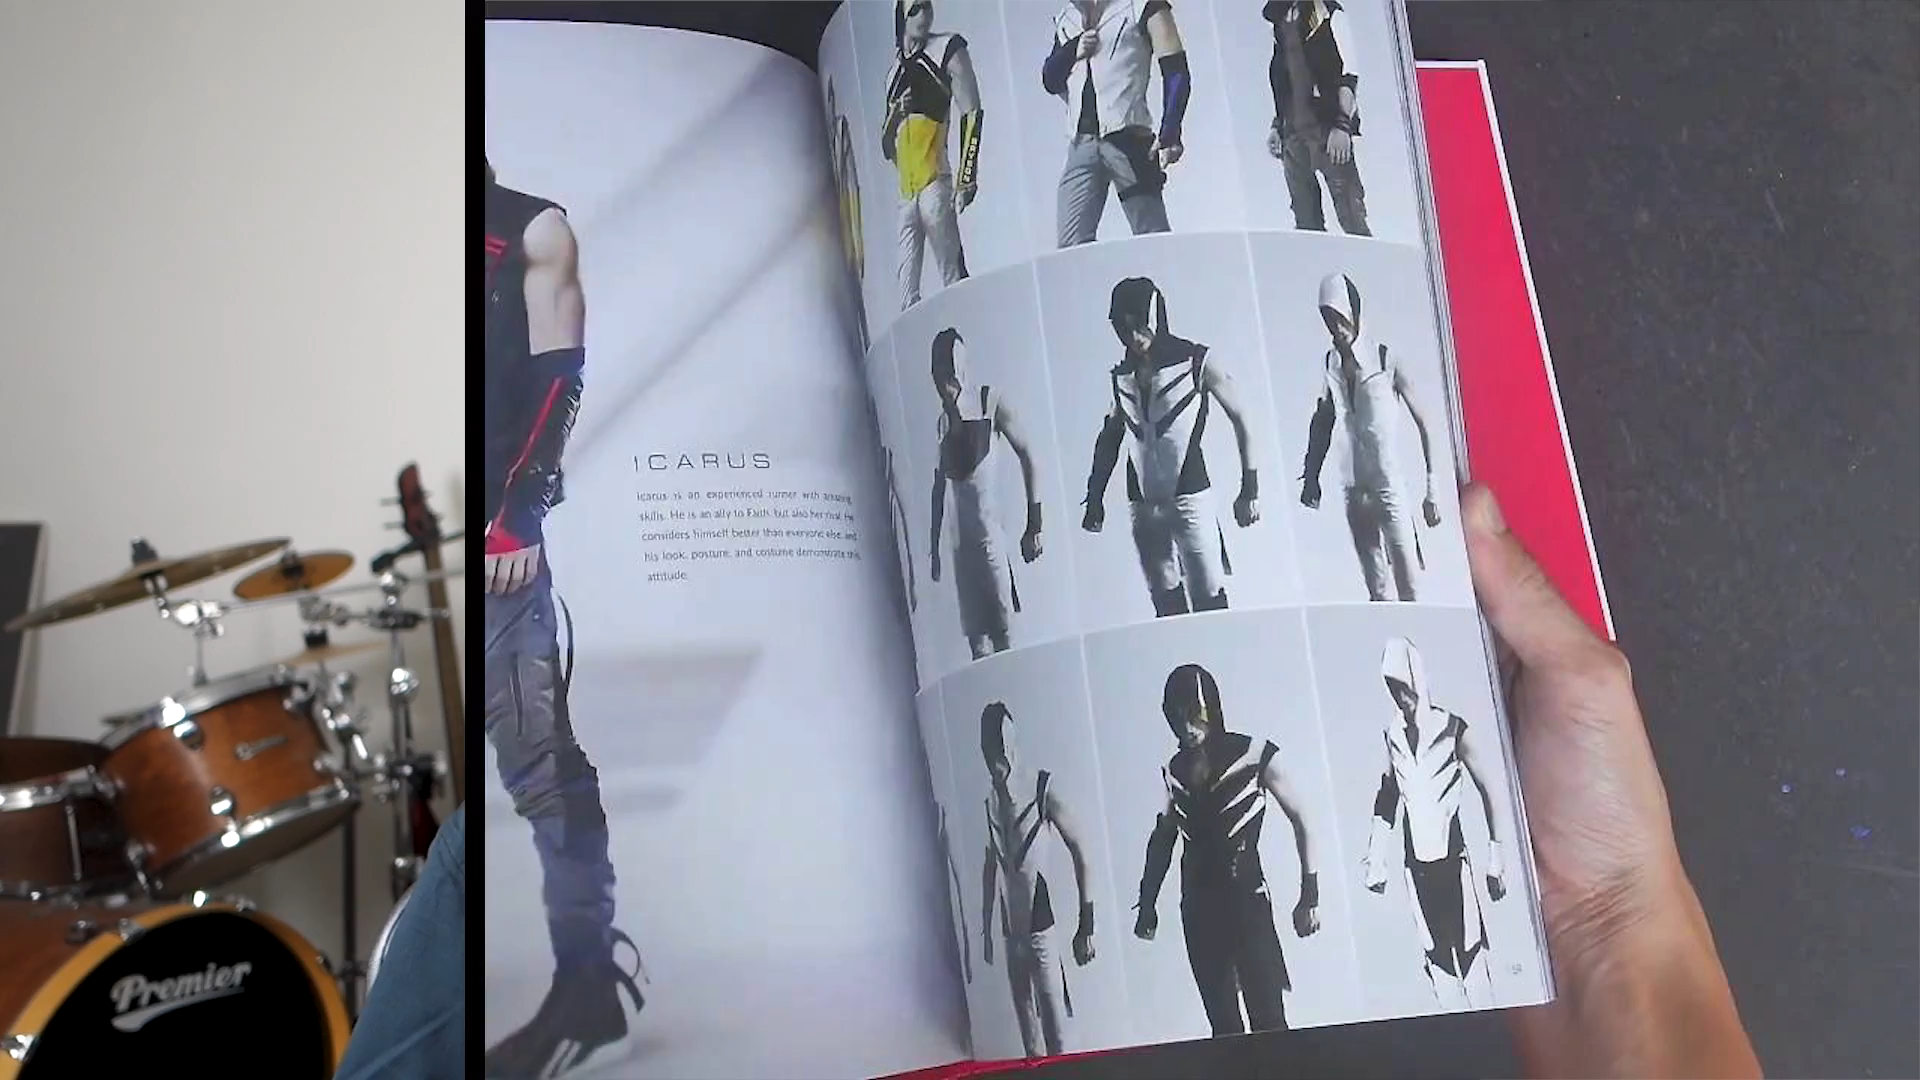 ICARUS
Icarus is an experienced runner with amazing
skills. He is an ally to Faith, but also her rival. He
considers himself better than everyone else, and
his look, posture, and costume demonstrate this
attitude.
Premier